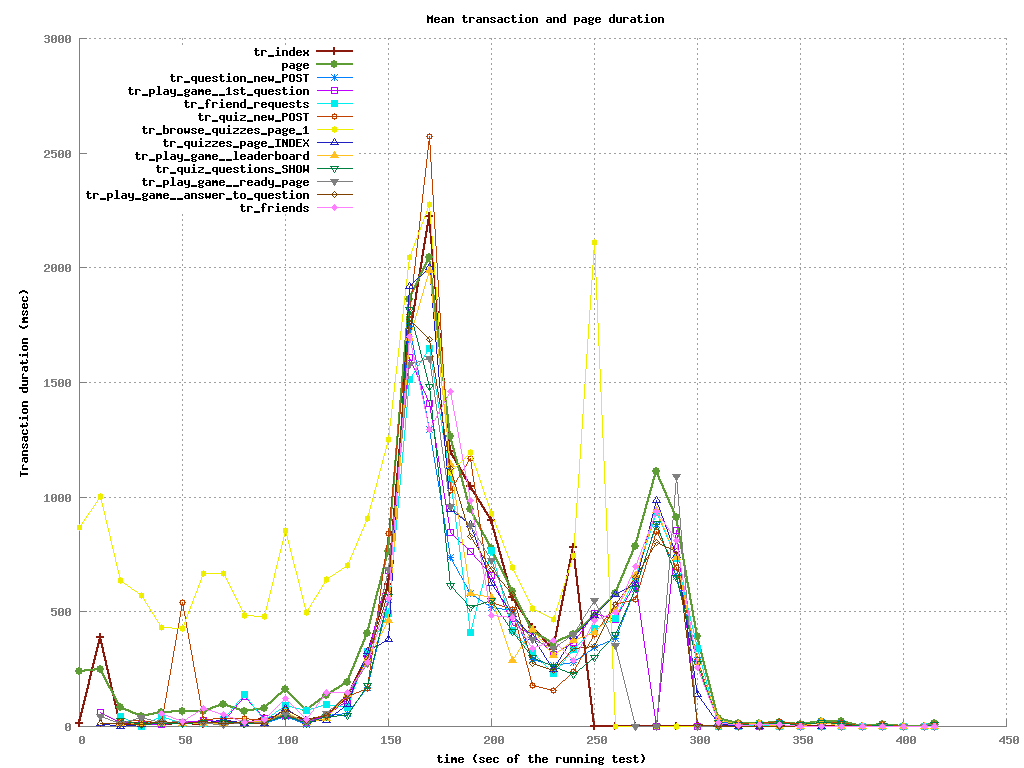 Mean transaction and page duration
3000
2500
2000
1500
1000
500
0
Transaction duration (msec)
tr_index
page
tr_question_new_POST
tr_play_game__1st_question
tr_friend_requests
tr_quiz_new_POST
tr_browse_quizzes_page_1
tr_quizzes_page_INDEX
tr_play_game__leaderboard
tr_quiz_questions_SHOW
tr_play_game__ready_page
tr_play_game__answer_to_question
tr_friends
0 50 100 150 200 250 300 350 400 450
time (sec of the running test)